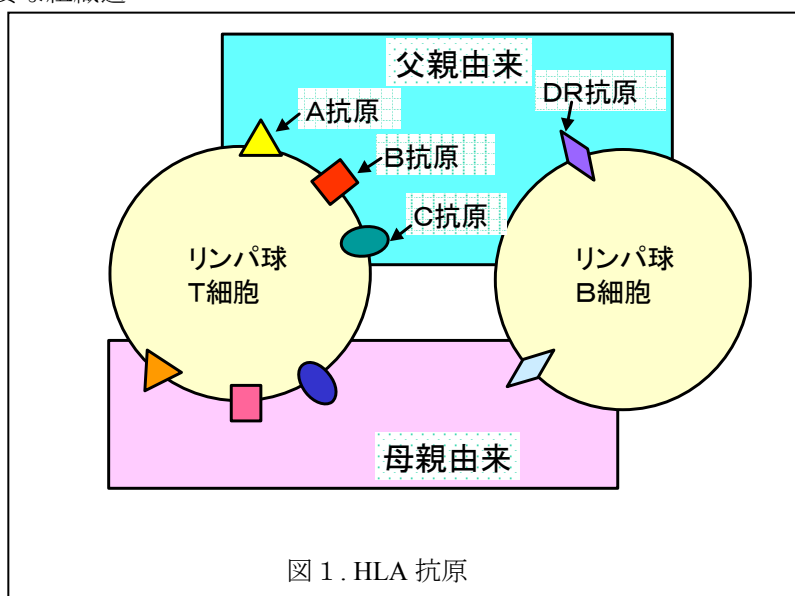 父親由来
DR抗原
A抗原
B抗原
C抗原
リンパ球
T細胞
リンパ球
B細胞
母親由来
図 1 . HLA 抗原